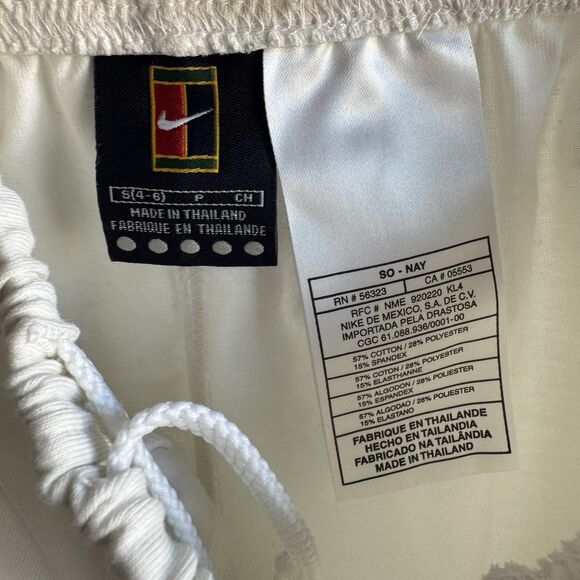 S(4-6) P CH
MADE IN THAILAND
FABRIQUE EN THAILANDE
SO - NAY
RN # 56323 CA # 05553
RFC # NME 920220 KL4
NIKE DE MEXICO, S.A. DE C.V.
IMPORTADA PELA DRASTOSA
CGC 61.088.936/0001-00
57% COTTON / 28% POLYESTER
15% SPANDEX
57% COTON / 28% POLYESTER
15% ELASTHANNE
57% ALGODON / 28% POLIESTER
15% ESPANDEX
57% ALGODAO / 28% POLIESTER
15% ELASTANO
FABRIQUE EN THAILANDE
HECHO EN TAILANDIA
FABRICADO NA TAILÂNDIA
MADE IN THAILAND